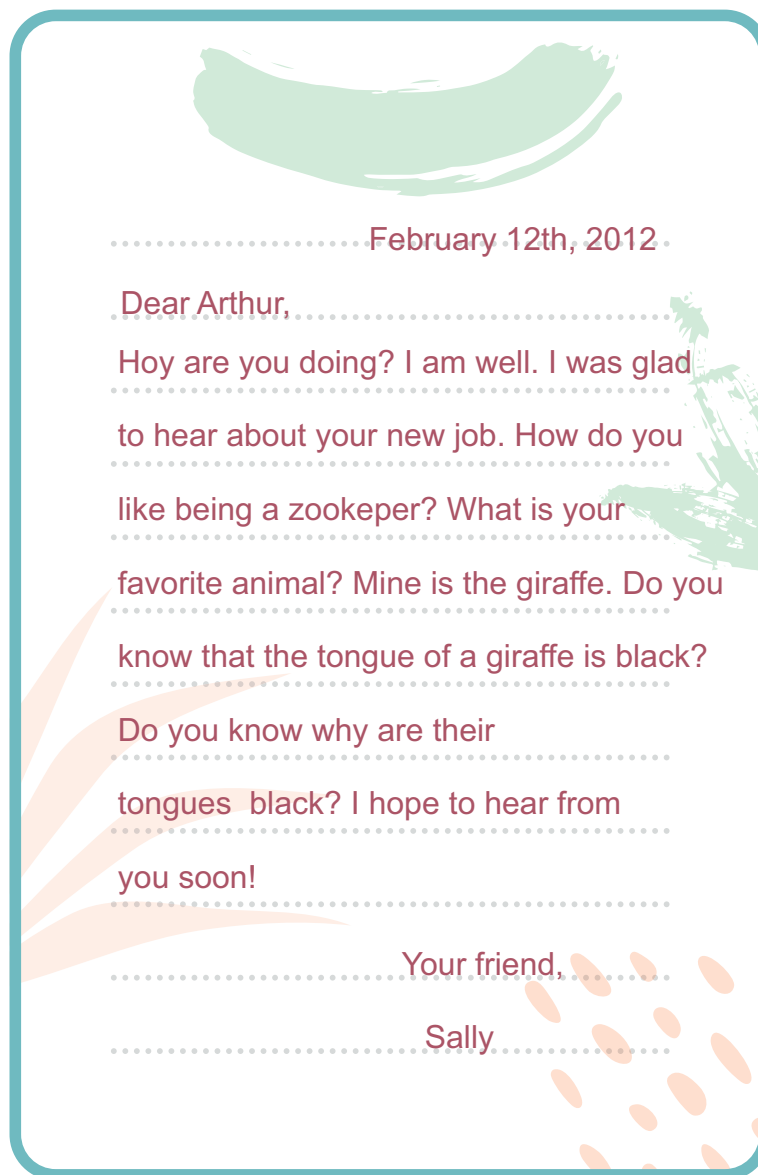 February 12th, 2012
Dear Arthur,
Hoy are you doing? I am well. I was glad
to hear about your new job. How do you
like being a zookeper? What is your
favorite animal? Mine is the giraffe. Do you
know that the tongue of a giraffe is black?
Do you know why are their
tongues  black? I hope to hear from
you soon!
Your friend,
Sally